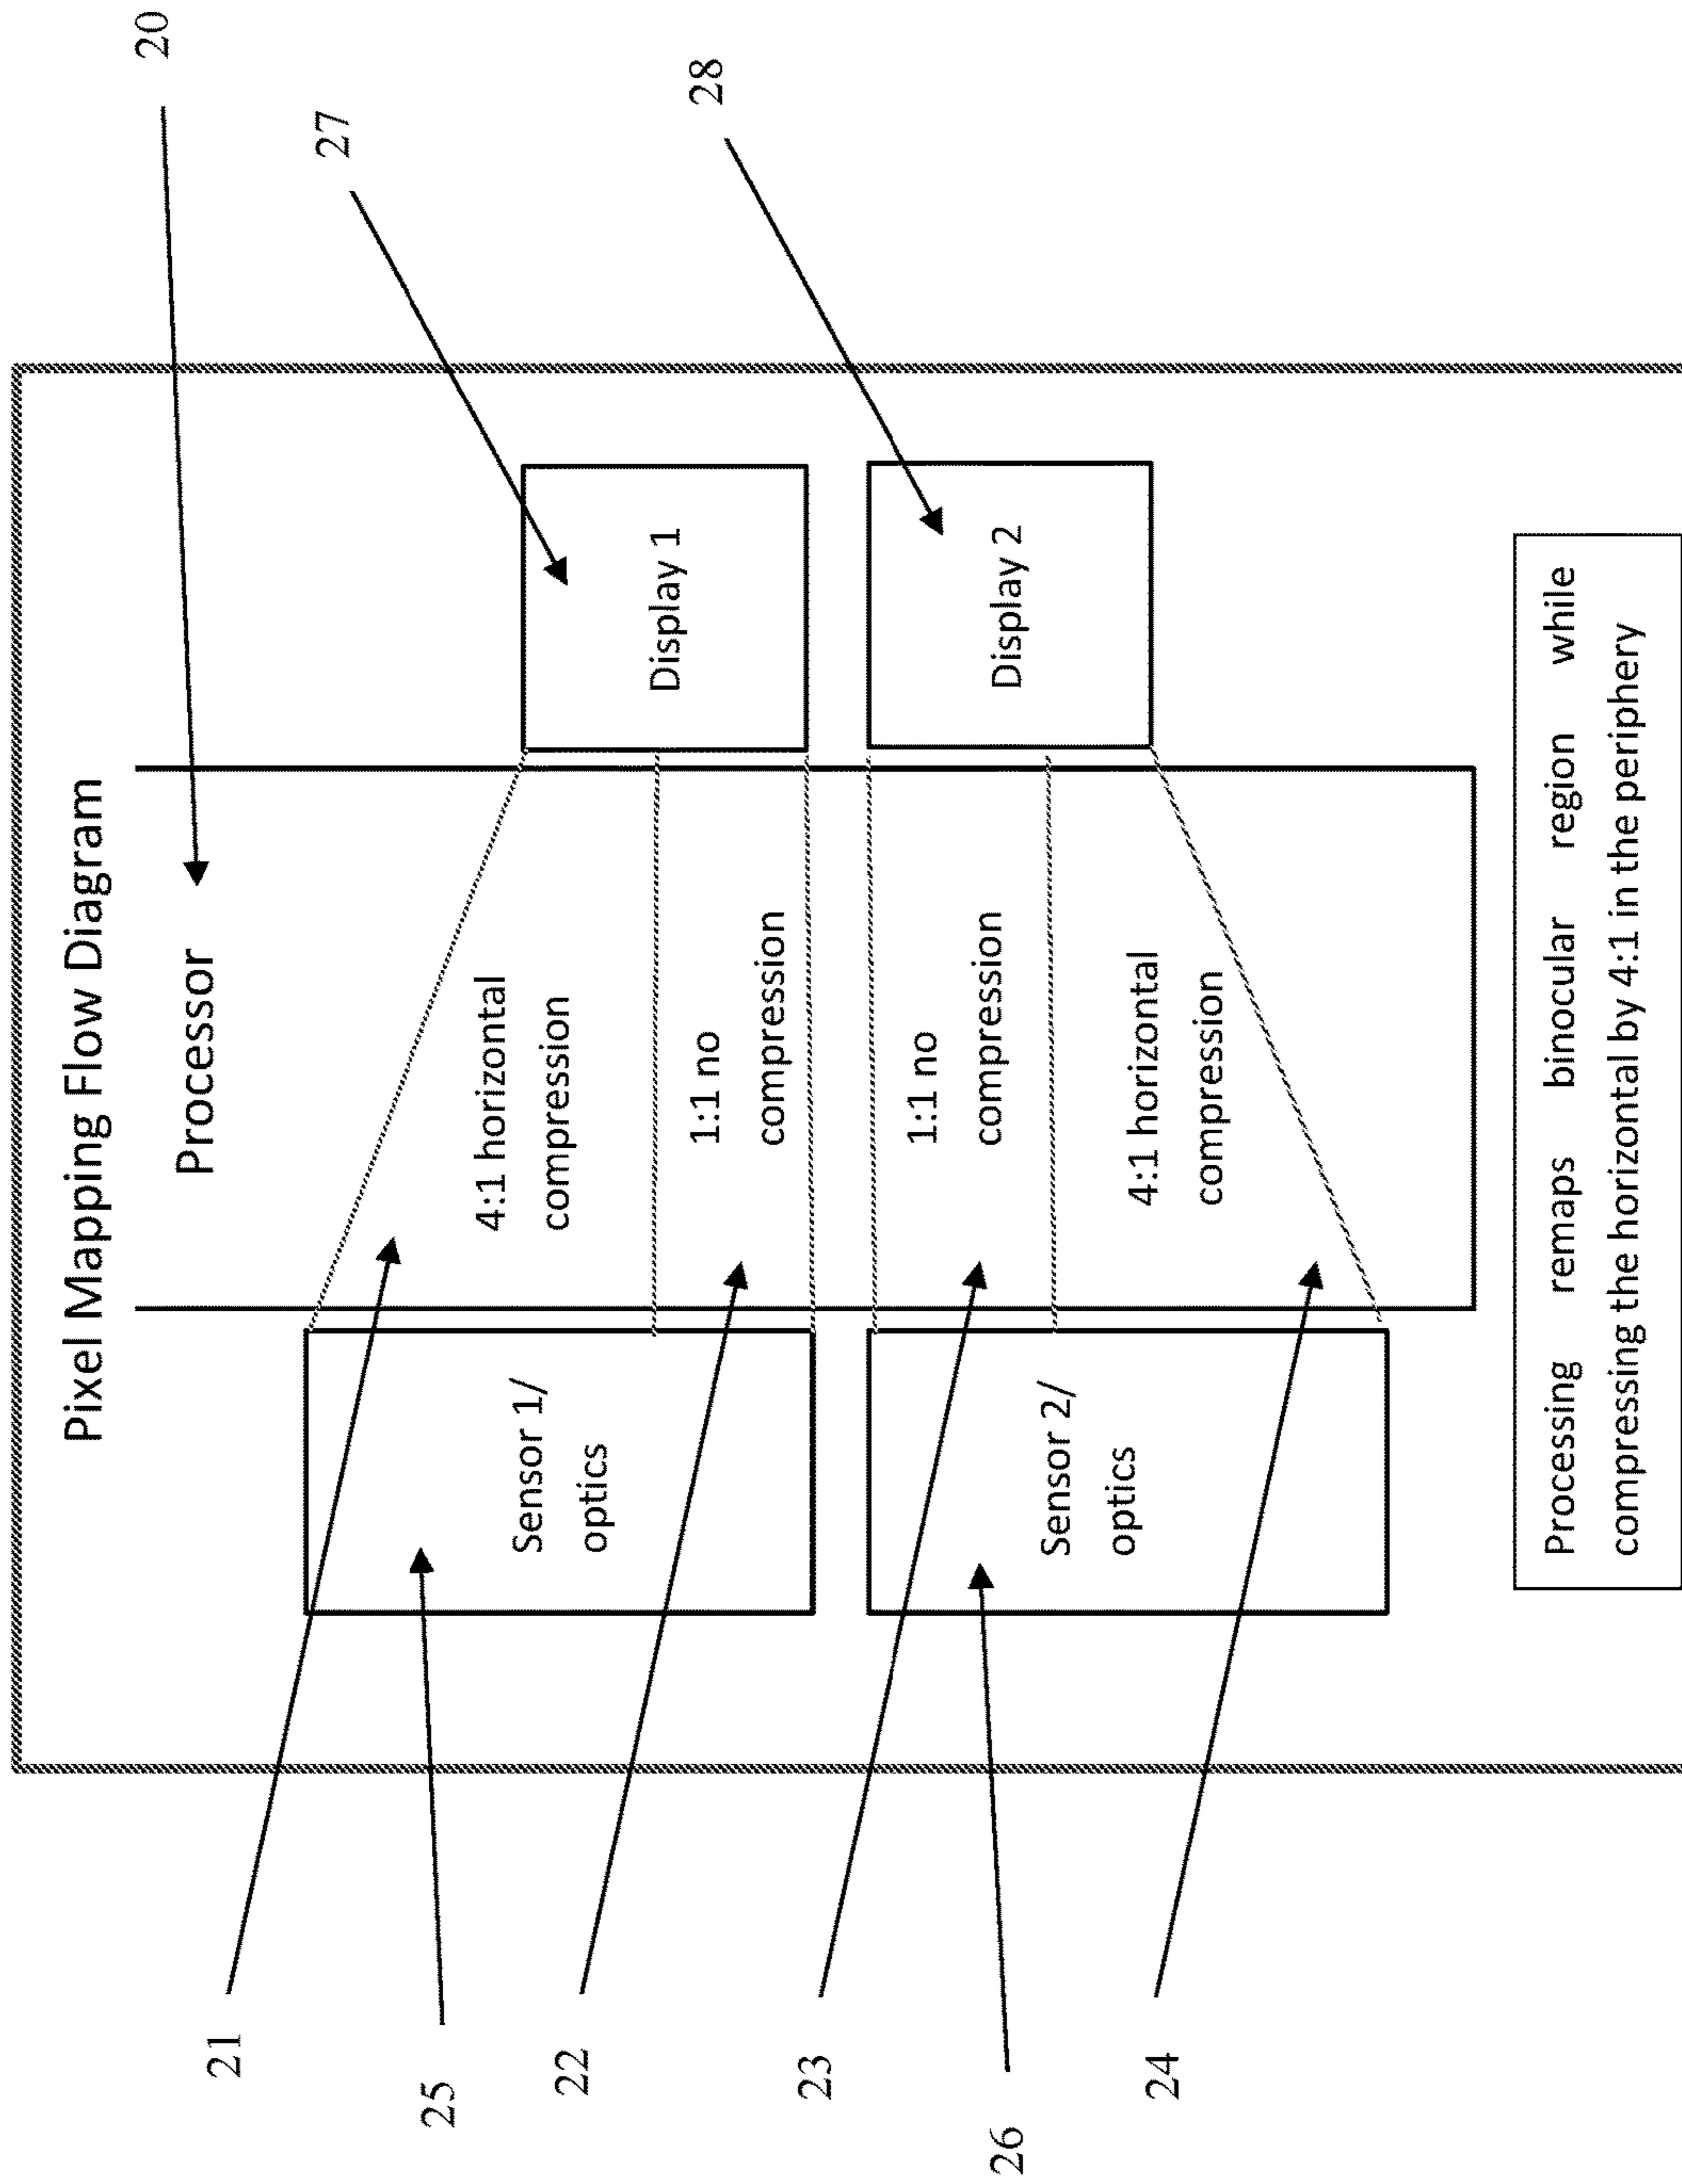 Pixel Mapping Flow Diagram
20
27
28
Processor
21
25
22
23
26
24
Sensor 1/
optics
4:1 horizontal
compression
1:1 no
compression
Display 1
Sensor 2/
optics
1:1 no
compression
4:1 horizontal
compression
Display 2
Processing remaps binocular region while
compressing the horizontal by 4:1 in the periphery